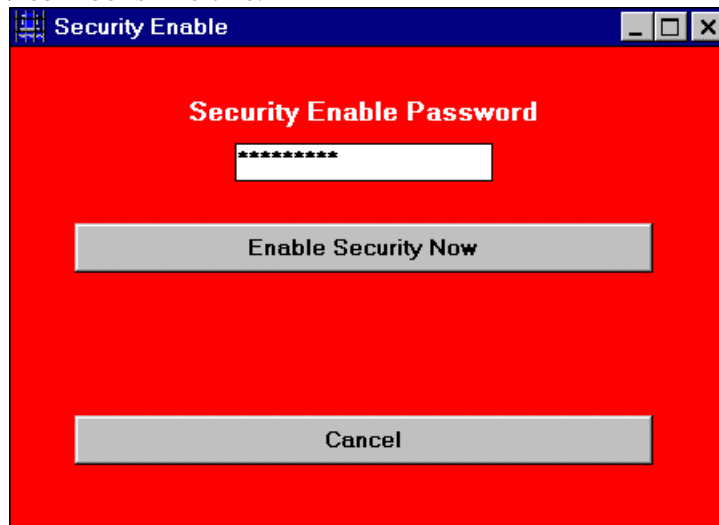 Security Enable
Security Enable Password
*********
Enable Security Now
Cancel